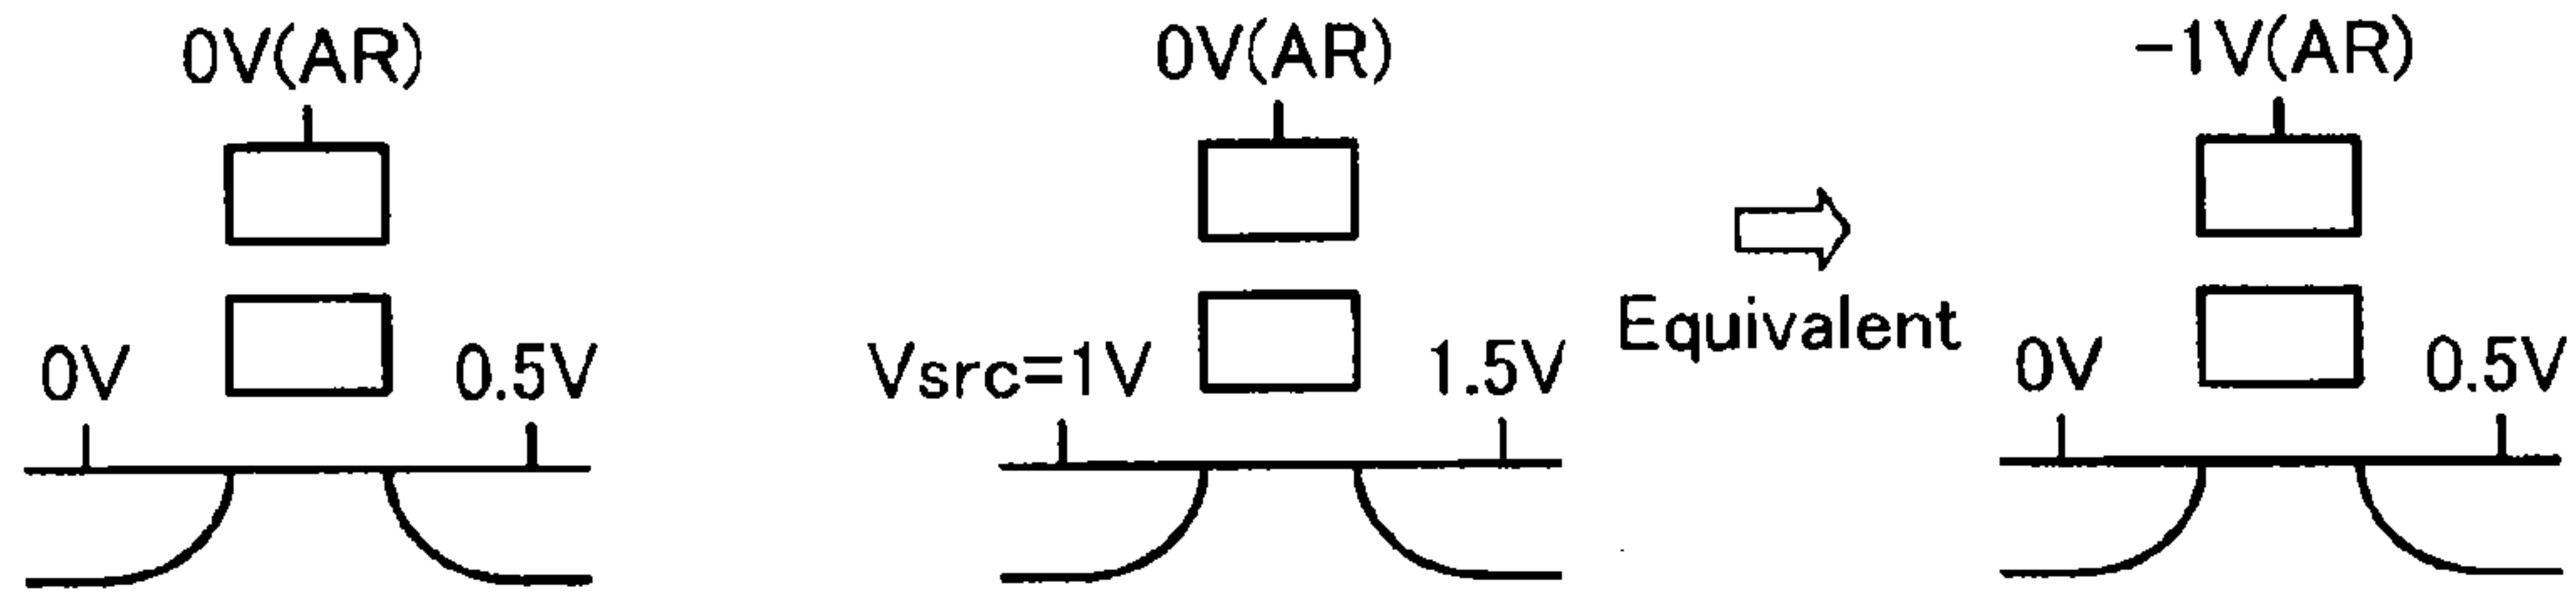 0V(AR)
0V
0.5V
0V(AR)
Vsrc=1V
1.5V
Equivalent
-1V(AR)
0V
0.5V